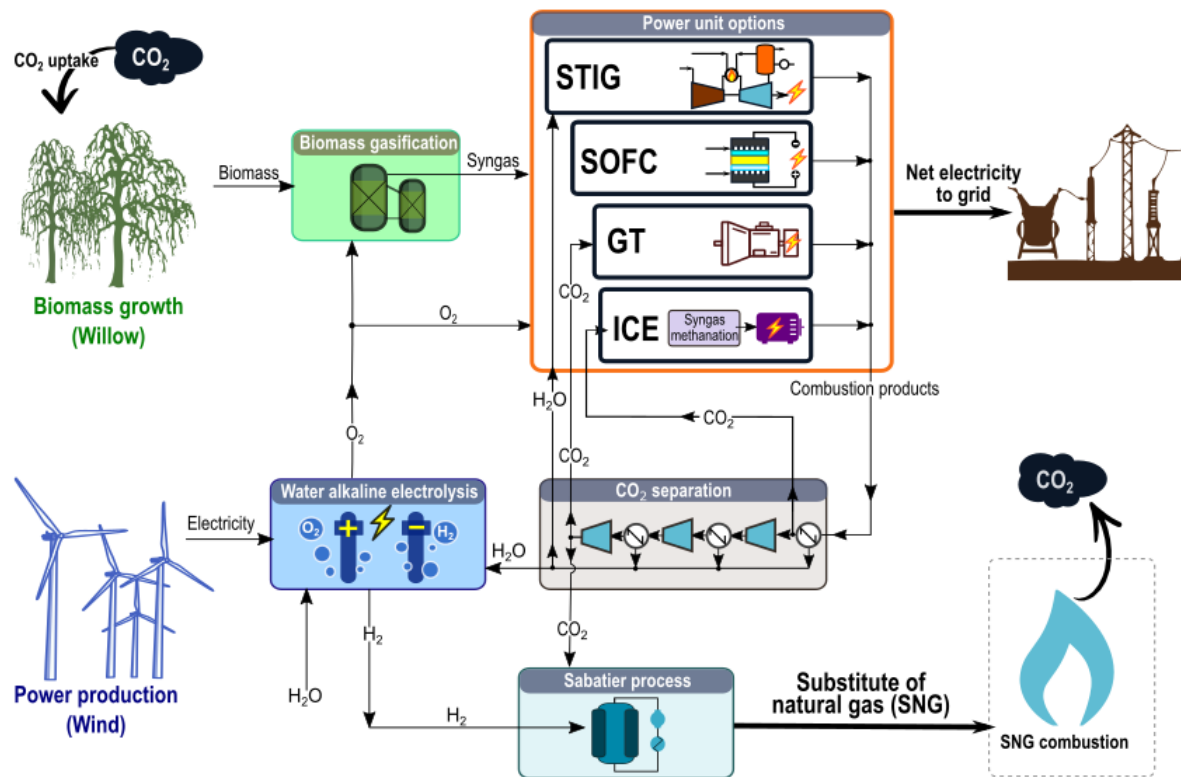 Power unit options
CO₂ uptake
CO₂
STIG
Biomass gasification
Syngas
Biomass
SOFC
Net electricity
to grid
GT
CO₂
Biomass growth
(Willow)
O₂
ICE
Syngas
methanation
H₂O
Combustion products
CO₂
O₂
CO₂
CO₂
Water alkaline electrolysis
CO₂ separation
O₂
+
−
H₂
Electricity
H₂O
H₂
CO₂
H₂O
Power production
(Wind)
Sabatier process
H₂
Substitute of
natural gas (SNG)
SNG combustion